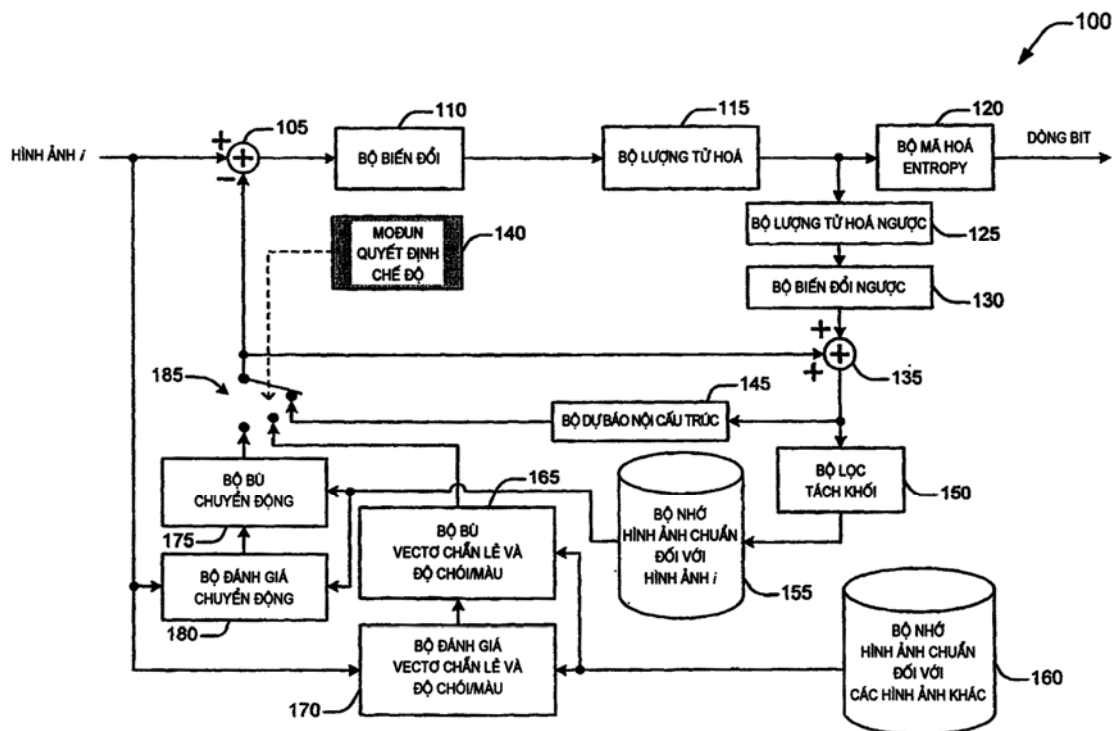 100
110
115
120
105
+
HÌNH ẢNH i
+
BỘ BIẾN ĐỔI
BỘ LƯỢNG TỬ HOÁ
BỘ MÃ HOÁ
ENTROPY
DÒNG BIT
−
MOĐUN
QUYẾT ĐỊNH
CHẾ ĐỘ
140
BỘ LƯỢNG TỬ HOÁ NGƯỢC
125
BỘ BIẾN ĐỔI NGƯỢC
130
+
+
+
135
185
145
BỘ DỰ BÁO NỘI CẤU TRÚC
BỘ LỌC
TÁCH KHỐI
150
BỘ BÙ
CHUYỂN ĐỘNG
175
165
BỘ BÙ
VECTƠ CHẴN LẺ VÀ
ĐỘ CHÓI/MÀU
BỘ NHỚ
HÌNH ẢNH CHUẨN
ĐỐI VỚI
HÌNH ẢNH i
155
BỘ ĐÁNH GIÁ
CHUYỂN ĐỘNG
180
BỘ ĐÁNH GIÁ
VECTƠ CHẴN LẺ VÀ
ĐỘ CHÓI/MÀU
170
BỘ NHỚ
HÌNH ẢNH CHUẨN
ĐỐI VỚI
CÁC HÌNH ẢNH KHÁC
160